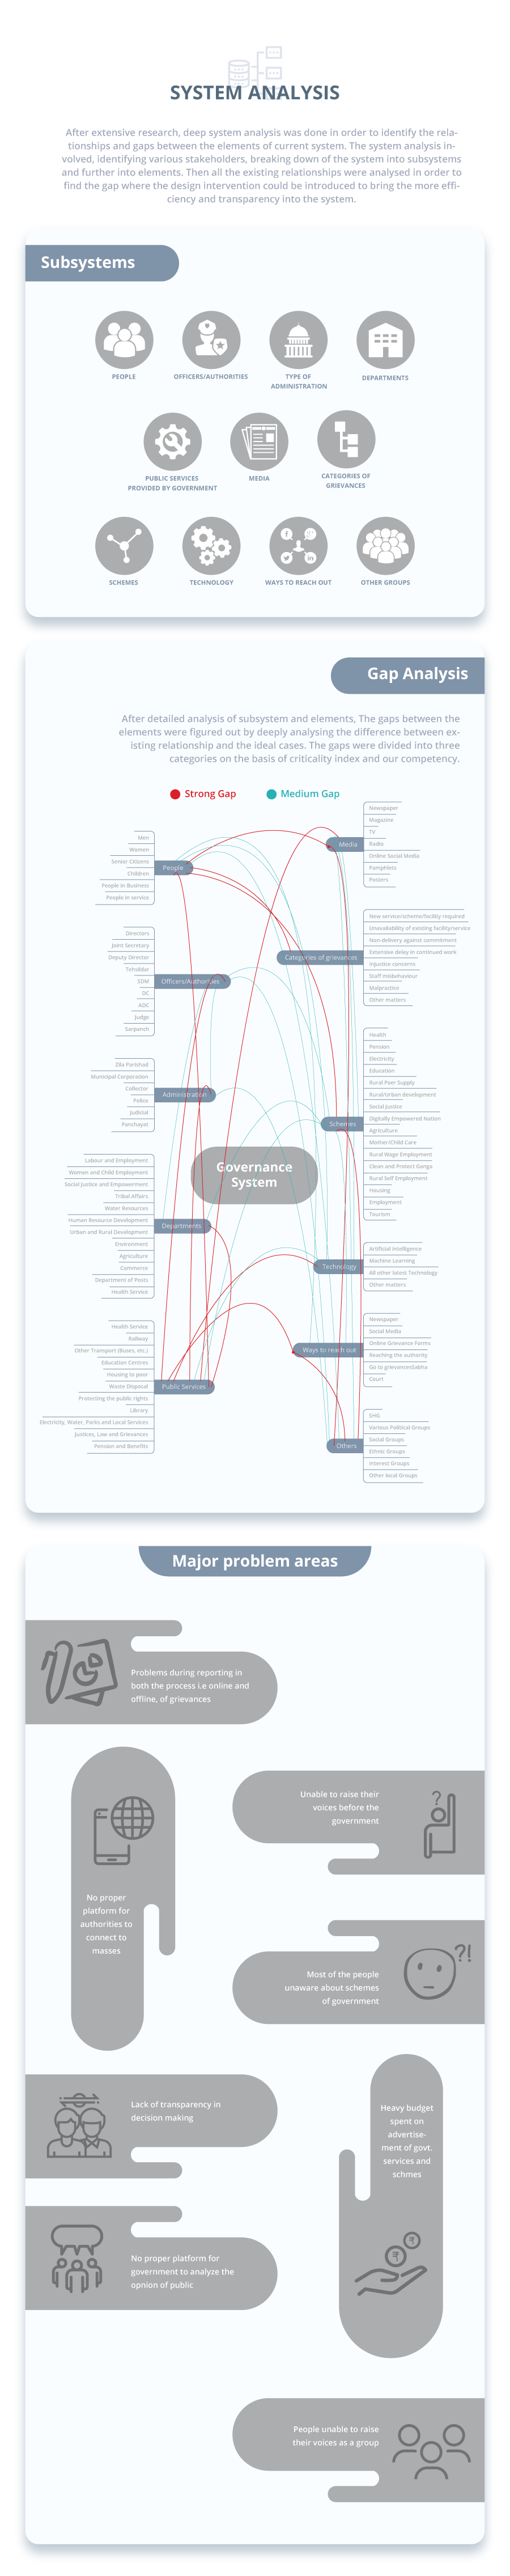 SYSTEM ANALYSIS
After extensive research, deep system analysis was done in order to identify the rela-
tionships and gaps between the elements of current system. The system analysis in-
volved, identifying various stakeholders, breaking down of the system into subsystems
and further into elements. Then all the existing relationships were analysed in order to
find the gap where the design intervention could be introduced to bring the more effi-
ciency and transparency into the system.
Subsystems
PEOPLE
OFFICERS/AUTHORITIES
TYPE OF
ADMINISTRATION
DEPARTMENTS
PUBLIC SERVICES
PROVIDED BY GOVERNMENT
MEDIA
CATEGORIES OF
GRIEVANCES
SCHEMES
TECHNOLOGY
WAYS TO REACH OUT
OTHER GROUPS
Gap Analysis
After detailed analysis of subsystem and elements, The gaps between the
elements were figured out by deeply analysing the difference between ex-
isting relationship and the ideal cases. The gaps were divided into three
categories on the basis of criticality index and our competency.
Strong Gap
Medium Gap
People
Men
Women
Senior Citizens
Children
People in Business
People in service
Officers/Authorities
Directors
Joint Secretary
Deputy Director
Tehsildar
SDM
DC
ADC
Judge
Sarpanch
Administration
Zila Parishad
Municipal Corporation
Collector
Police
Judicial
Panchayat
Departments
Labour and Employment
Women and Child Employment
Social Justice and Empowerment
Tribal Affairs
Water Resources
Human Resource Development
Urban and Rural Development
Environment
Agriculture
Commerce
Department of Posts
Health Service
Public Services
Health Service
Railway
Other Transport (Buses, etc.)
Education Centres
Housing to poor
Waste Disposal
Protecting the public rights
Library
Electricity, Water, Parks and Local Services
Justices, Law and Grievances
Pension and Benefits
Governance
System
Media
Newspaper
Magazine
TV
Radio
Online Social Media
Pamphlets
Posters
Categories of grievances
New service/scheme/facility required
Unavailability of existing facility/service
Non-delivery against commitment
Extensive delay in continued work
Injustice concerns
Staff misbehaviour
Malpractice
Other matters
Schemes
Health
Pension
Electricity
Education
Rural Poer Supply
Rural/Urban development
Social Justice
Digitally Empowered Nation
Agriculture
Mother/Child Care
Rural Wage Employment
Clean and Protect Ganga
Rural Self Employment
Housing
Employment
Tourism
Technology
Artificial Intelligence
Machine Learning
All other latest Technology
Other matters
Ways to reach out
Newspaper
Social Media
Online Grievance Forms
Reaching the authority
Court
Others
SHG
Various Political Groups
Social Groups
Ethnic Groups
Interest Groups
Other local Groups
Major problem areas
Problems during reporting in
both the process i.e online and
offline, of grievances
No proper
platform for
authorities to
connect to
masses
Unable to raise their
voices before the
government
Most of the people
unaware about schemes
of government
Lack of transparency in
decision making
Heavy budget
spent on
advertise-
ment of govt.
services and
schmes
No proper platform for
government to analyze the
opnion of public
People unable to raise
their voices as a group